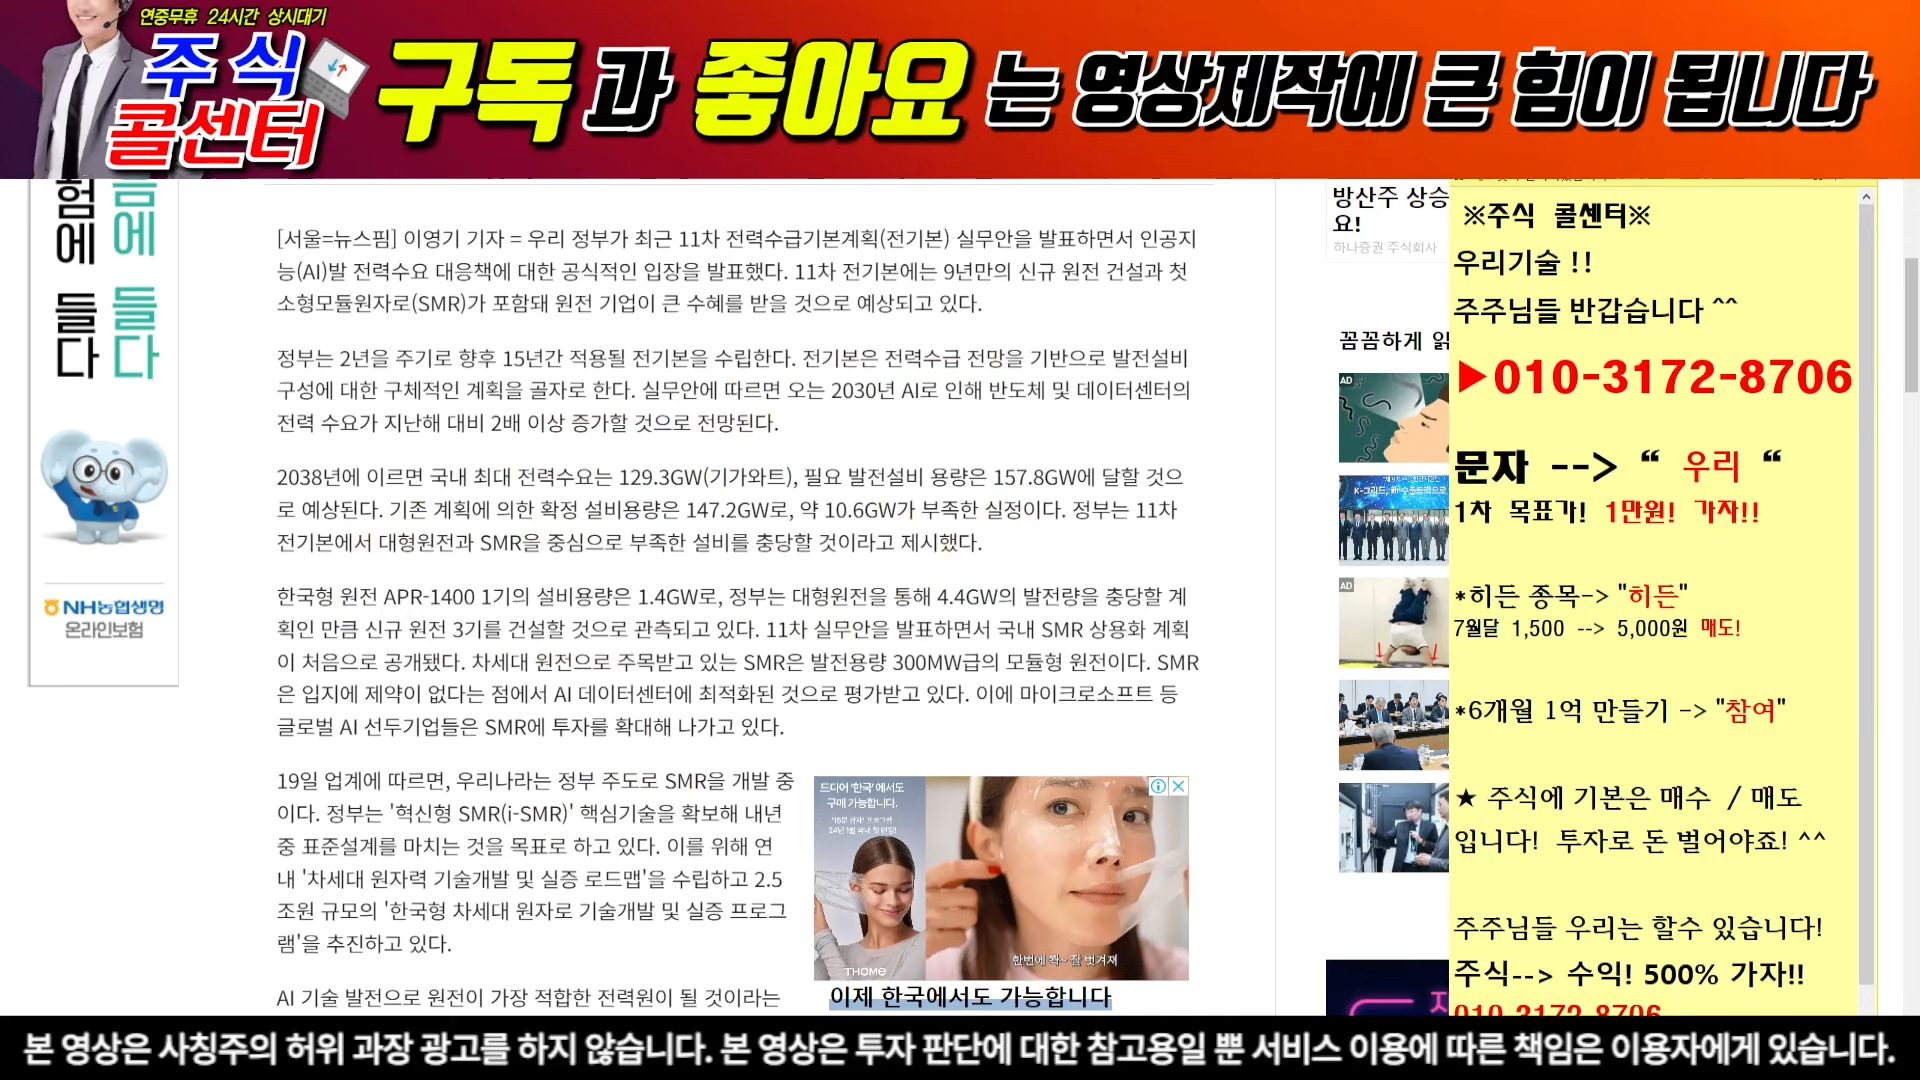 연중무휴 24시간 상시대기
주식
콜센터
구독과 좋아요는 영상제작에 큰 힘이 됩니다
험에
들다
음에
들다
NH농협생명
온라인보험
[서울=뉴스핌] 이영기 기자 = 우리 정부가 최근 11차 전력수급기본계획(전기본) 실무안을 발표하면서 인공지
능(AI)발 전력수요 대응책에 대한 공식적인 입장을 발표했다. 11차 전기본에는 9년만의 신규 원전 건설과 첫
소형모듈원자로(SMR)가 포함돼 원전 기업이 큰 수혜를 받을 것으로 예상되고 있다.
정부는 2년을 주기로 향후 15년간 적용될 전기본을 수립한다. 전기본은 전력수급 전망을 기반으로 발전설비
구성에 대한 구체적인 계획을 골자로 한다. 실무안에 따르면 오는 2030년 AI로 인해 반도체 및 데이터센터의
전력 수요가 지난해 대비 2배 이상 증가할 것으로 전망된다.
2038년에 이르면 국내 최대 전력수요는 129.3GW(기가와트), 필요 발전설비 용량은 157.8GW에 달할 것으
로 예상된다. 기존 계획에 의한 확정 설비용량은 147.2GW로, 약 10.6GW가 부족한 실정이다. 정부는 11차
전기본에서 대형원전과 SMR을 중심으로 부족한 설비를 충당할 것이라고 제시했다.
한국형 원전 APR-1400 1기의 설비용량은 1.4GW로, 정부는 대형원전을 통해 4.4GW의 발전량을 충당할 계
획인 만큼 신규 원전 3기를 건설할 것으로 관측되고 있다. 11차 실무안을 발표하면서 국내 SMR 상용화 계획
이 처음으로 공개됐다. 차세대 원전으로 주목받고 있는 SMR은 발전용량 300MW급의 모듈형 원전이다. SMR
은 입지에 제약이 없다는 점에서 AI 데이터센터에 최적화된 것으로 평가받고 있다. 이에 마이크로소프트 등
글로벌 AI 선두기업들은 SMR에 투자를 확대해 나가고 있다.
19일 업계에 따르면, 우리나라는 정부 주도로 SMR을 개발 중
이다. 정부는 '혁신형 SMR(i-SMR)' 핵심기술을 확보해 내년
중 표준설계를 마치는 것을 목표로 하고 있다. 이를 위해 연
내 '차세대 원자력 기술개발 및 실증 로드맵'을 수립하고 2.5
조원 규모의 '한국형 차세대 원자로 기술개발 및 실증 프로그
램'을 추진하고 있다.
AI 기술 발전으로 원전이 가장 적합한 전력원이 될 것이라는
드디어 '한국'에서도
구매 가능합니다.
THOME
한번에 쫙~ 잘 벗겨져
이제 한국에서도 가능합니다
방산주 상승
요!
하나증권 주식회사
꼼꼼하게 읽
AD
AD
※주식 콜센터※
우리기술 !!
주주님들 반갑습니다 ^^
▶010-3172-8706
문자 --> “ 우리 “
1차 목표가! 1만원! 가자!!
*히든 종목-> "히든"
7월달 1,500 --> 5,000원 매도!
*6개월 1억 만들기 -> "참여"
★ 주식에 기본은 매수 / 매도
입니다! 투자로 돈 벌어야죠! ^^
주주님들 우리는 할수 있습니다!
주식--> 수익! 500% 가자!!
010-3172-8706
본 영상은 사칭주의 허위 과장 광고를 하지 않습니다. 본 영상은 투자 판단에 대한 참고용일 뿐 서비스 이용에 따른 책임은 이용자에게 있습니다.